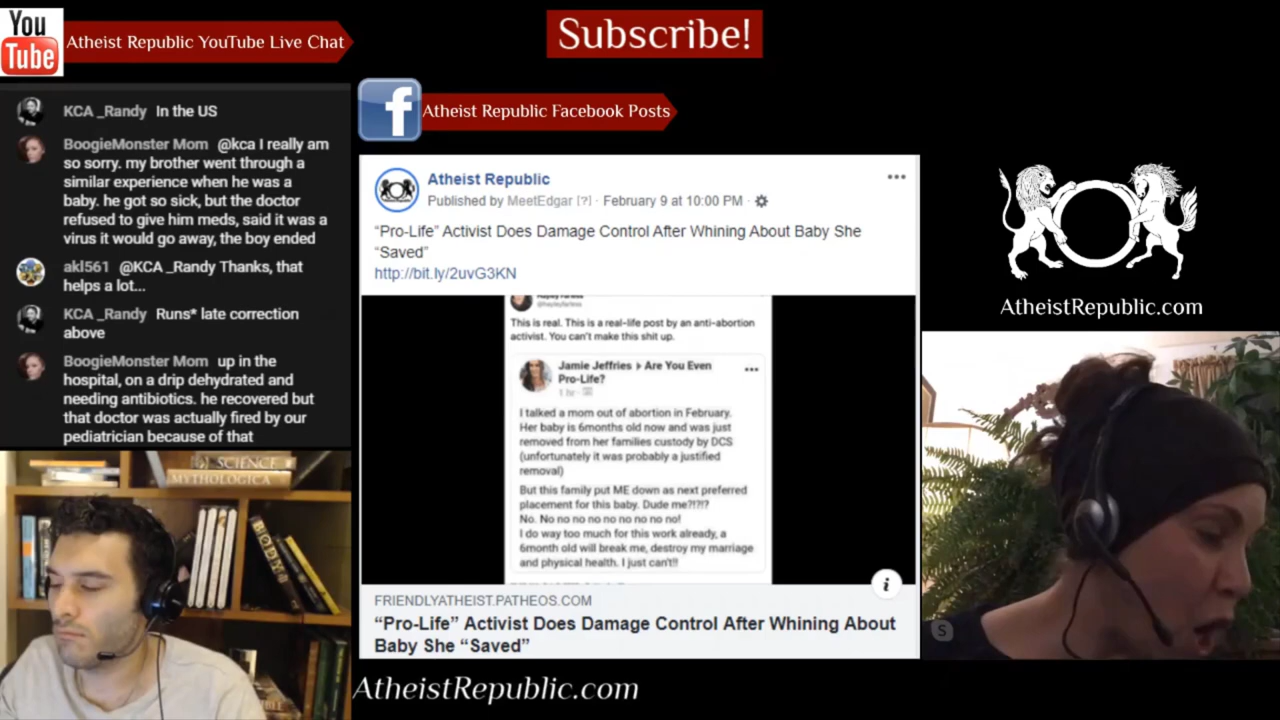 You
Tube
Atheist Republic YouTube Live Chat
Subscribe!
KCA _Randy In the US
BoogieMonster Mom @kca I really am
so sorry. my brother went through a
similar experience when he was a
baby. he got so sick, but the doctor
refused to give him meds, said it was a
virus it would go away, the boy ended
akl561 @KCA _Randy Thanks, that
helps a lot...
KCA _Randy Runs* late correction
above
BoogieMonster Mom up in the
hospital, on a drip dehydrated and
needing antibiotics. he recovered but
that doctor was actually fired by our
pediatrician because of that
f
Atheist Republic Facebook Posts
Atheist Republic
Published by MeetEdgar [?] · February 9 at 10:00 PM ·
“Pro-Life” Activist Does Damage Control After Whining About Baby She
“Saved”
http://bit.ly/2uvG3KN
This is real. This is a real-life post by an anti-abortion
activist. You can't make this shit up.
Jamie Jeffries ▸ Are You Even
Pro-Life?
1 hr ·
I talked a mom out of abortion in February.
Her baby is 6months old now and was just
removed from her families custody by DCS
(unfortunately it was probably a justified
removal)
But this family put ME down as next preferred
placement for this baby. Dude me?!?!?
No. No no no no no no no no!
I do way too much for this work already, a
6month old will break me, destroy my marriage
and physical health. I just can't!!
i
FRIENDLYATHEIST.PATHEOS.COM
“Pro-Life” Activist Does Damage Control After Whining About
Baby She “Saved”
AtheistRepublic.com
SCIENCE
MYTHOLOGICA
S
AtheistRepublic.com